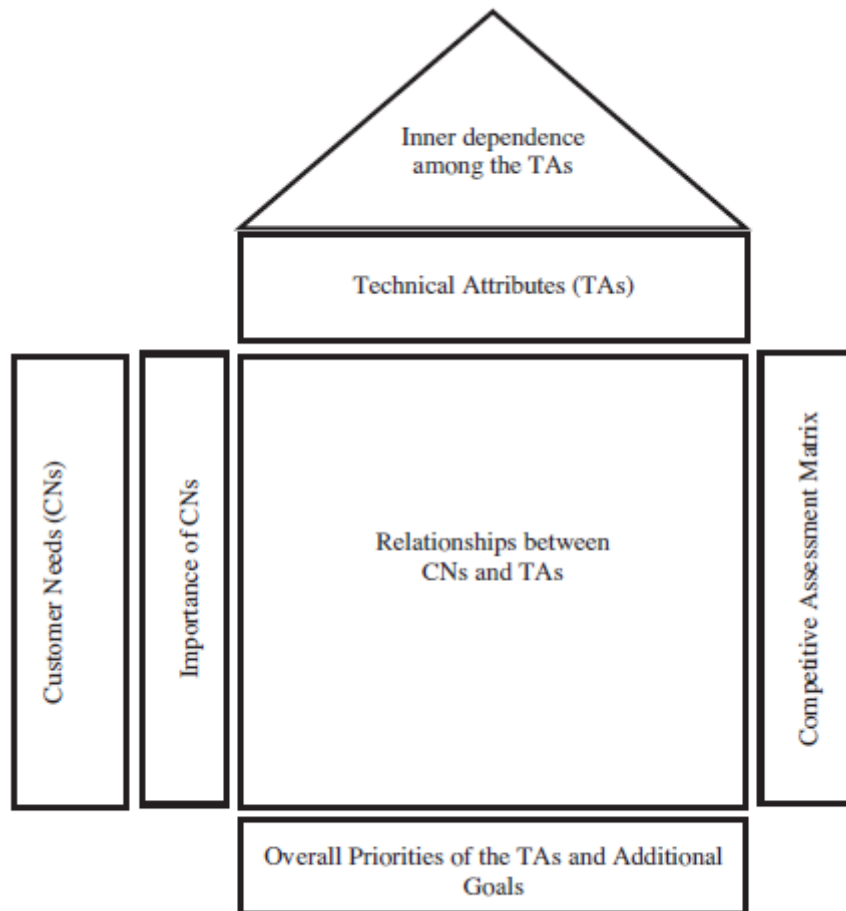 Inner dependence
among the TAs
Technical Attributes (TAs)
Customer Needs (CNs)
Importance of CNs
Relationships between
CNs and TAs
Competitive Assessment Matrix
Overall Priorities of the TAs and Additional
Goals